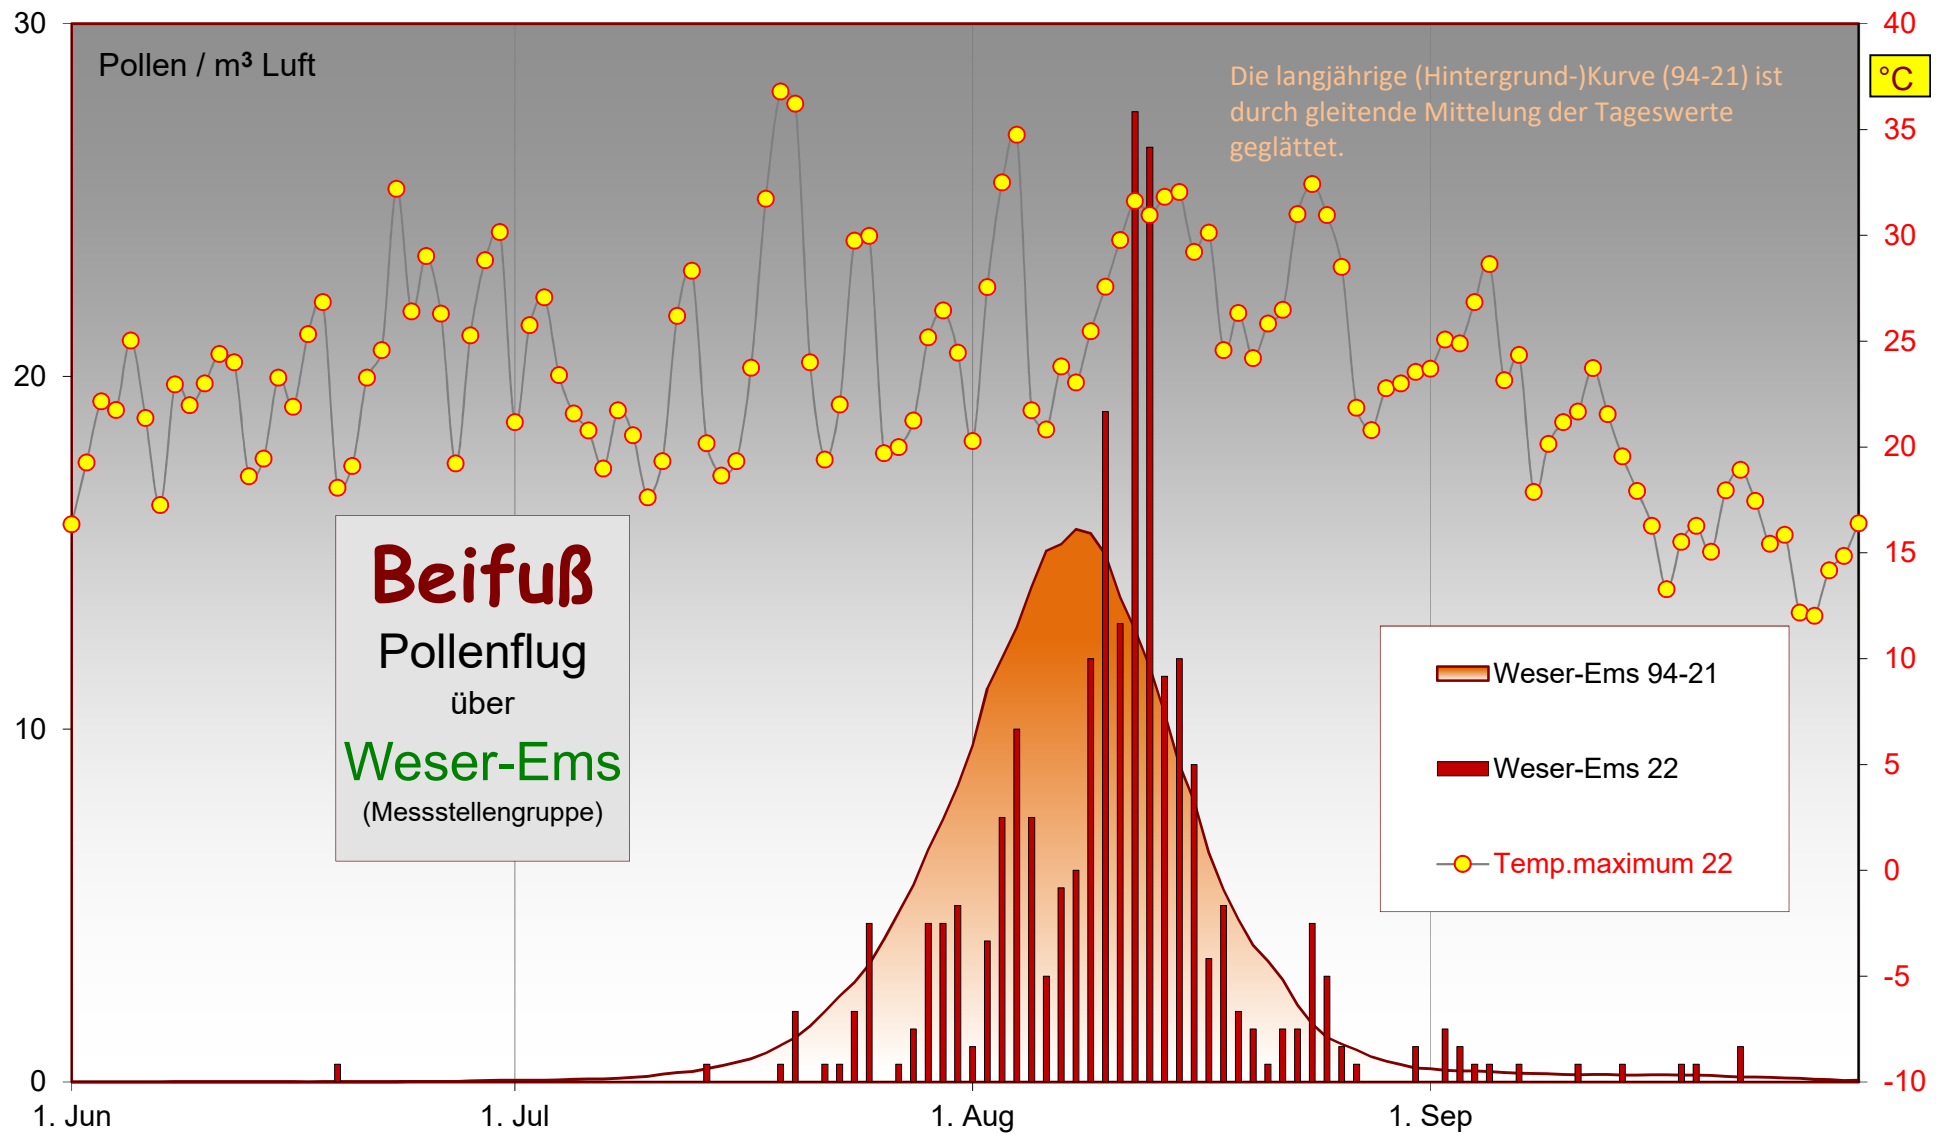 30
40
Pollen / m³ Luft
Die langjährige (Hintergrund-)Kurve (94-21) ist
durch gleitende Mittelung der Tageswerte
geglättet.
°C
35
30
25
20
20
15
Beifuß
Pollenflug
über
Weser-Ems
(Messstellengruppe)
Weser-Ems 94-21
Weser-Ems 22
Temp.maximum 22
10
10
5
0
-5
0
-10
1. Jun
1. Jul
1. Aug
1. Sep